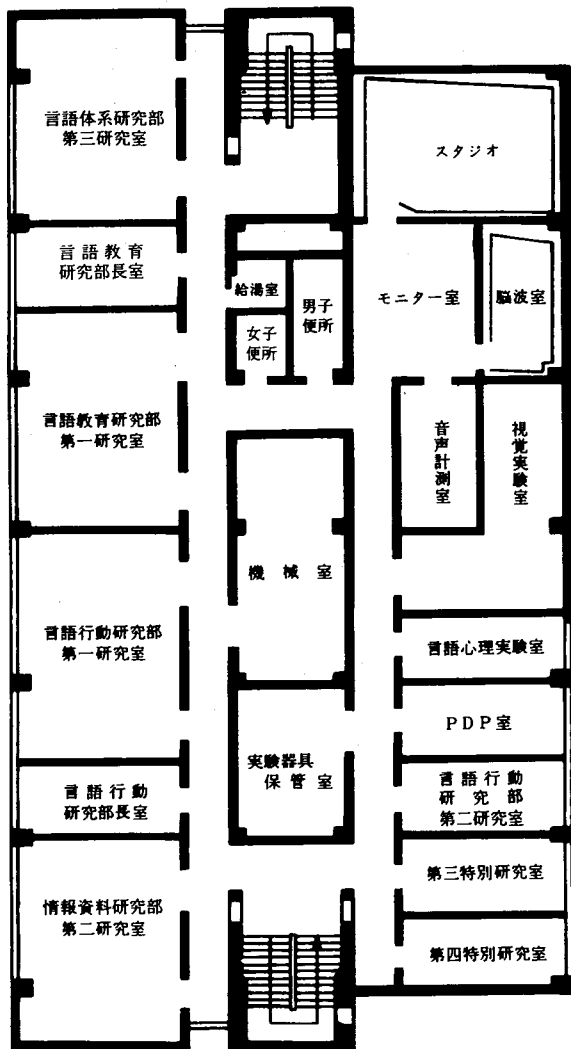 言語体系研究部
第三研究室
スタジオ
言語教育
研究部長室
給湯室
男子
便所
女子
便所
モニター室
脳波室
言語教育研究部
第一研究室
音声計測室
視覚実験室
機械室
言語行動研究部
第一研究室
言語心理実験室
PDP室
実験器具
保管室
言語行動
研究部長室
言語行動
研究部
第二研究室
第三特別研究室
情報資料研究部
第二研究室
第四特別研究室